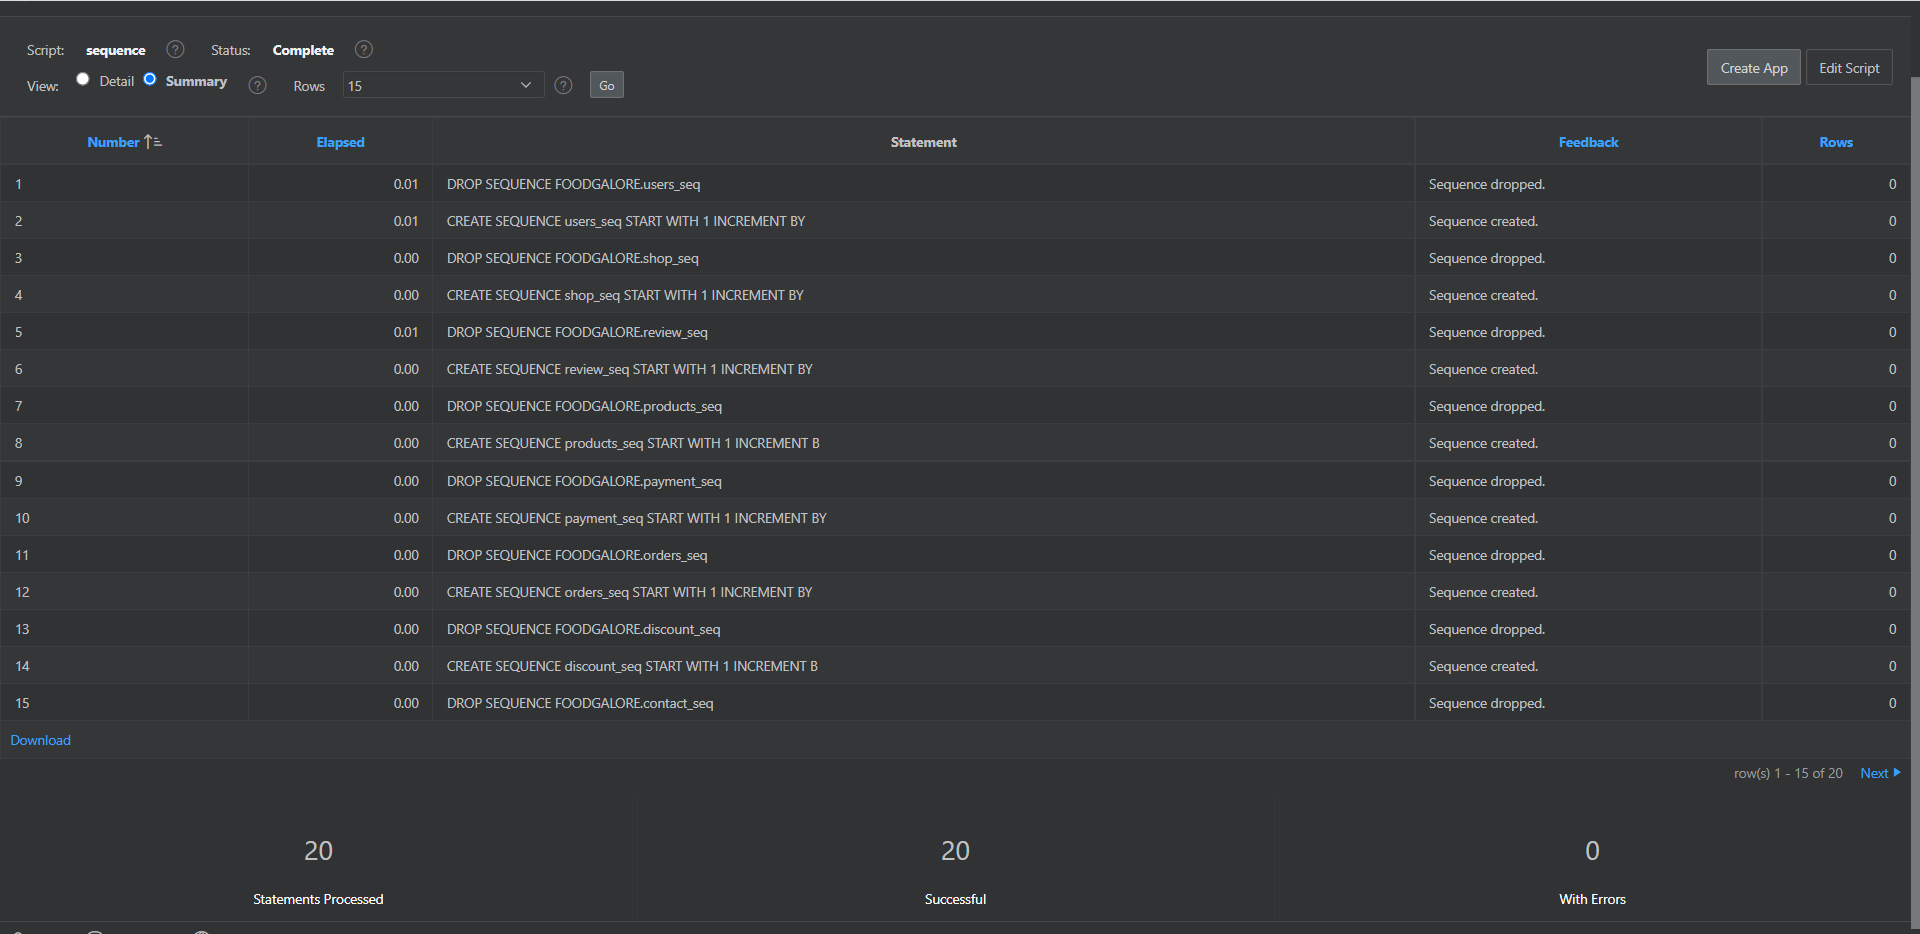 Script: sequence ? Status: Complete ?
View: Detail Summary ? Rows 15 ? Go
Create App Edit Script
Number Elapsed Statement Feedback Rows
1 0.01 DROP SEQUENCE FOODGALORE.users_seq Sequence dropped. 0
2 0.01 CREATE SEQUENCE users_seq START WITH 1 INCREMENT BY Sequence created. 0
3 0.00 DROP SEQUENCE FOODGALORE.shop_seq Sequence dropped. 0
4 0.00 CREATE SEQUENCE shop_seq START WITH 1 INCREMENT BY Sequence created. 0
5 0.01 DROP SEQUENCE FOODGALORE.review_seq Sequence dropped. 0
6 0.00 CREATE SEQUENCE review_seq START WITH 1 INCREMENT BY Sequence created. 0
7 0.00 DROP SEQUENCE FOODGALORE.products_seq Sequence dropped. 0
8 0.00 CREATE SEQUENCE products_seq START WITH 1 INCREMENT B Sequence created. 0
9 0.00 DROP SEQUENCE FOODGALORE.payment_seq Sequence dropped. 0
10 0.00 CREATE SEQUENCE payment_seq START WITH 1 INCREMENT BY Sequence created. 0
11 0.00 DROP SEQUENCE FOODGALORE.orders_seq Sequence dropped. 0
12 0.00 CREATE SEQUENCE orders_seq START WITH 1 INCREMENT BY Sequence created. 0
13 0.00 DROP SEQUENCE FOODGALORE.discount_seq Sequence dropped. 0
14 0.00 CREATE SEQUENCE discount_seq START WITH 1 INCREMENT B Sequence created. 0
15 0.00 DROP SEQUENCE FOODGALORE.contact_seq Sequence dropped. 0
Download
row(s) 1 - 15 of 20 Next
20 20 0
Statements Processed Successful With Errors